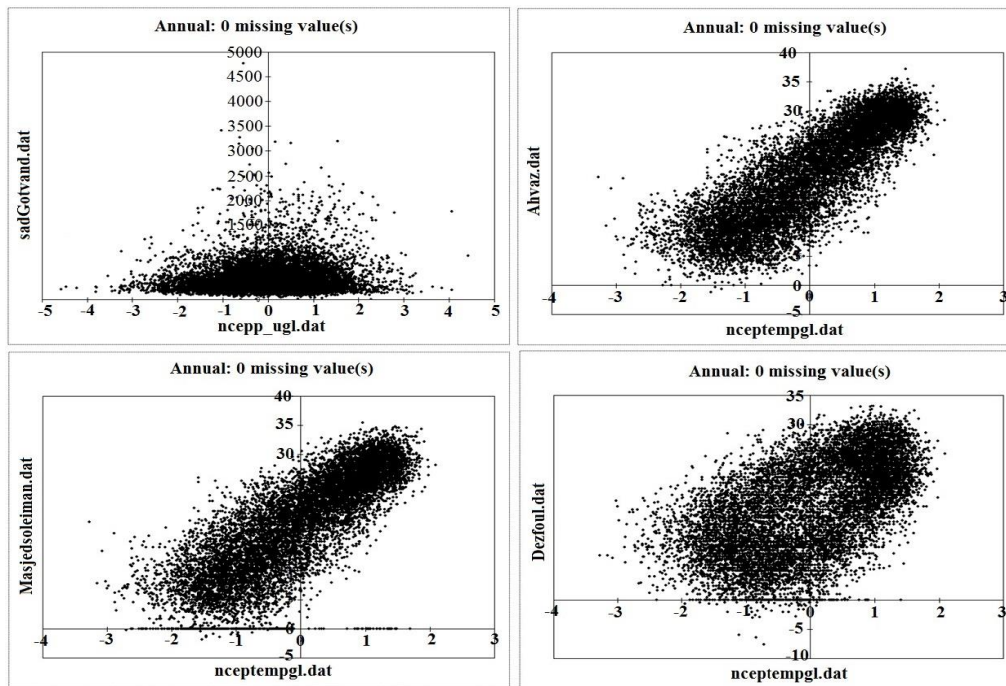 Annual: 0 missing value(s)
5000
4500
4000
3500
3000
2500
2000
1500
-5 -4 -3 -2 -1 0 1 2 3 4 5
sadGotvand.dat
ncepp_ugl.dat
Annual: 0 missing value(s)
40
35
30
0
-5
-4 -3 -2 -1 0 1 2 3
Ahvaz.dat
nceptempgl.dat
Annual: 0 missing value(s)
40
35
30
0
-5
-4 -3 -2 -1 0 1 2 3
Masjedsoleiman.dat
nceptempgl.dat
Annual: 0 missing value(s)
35
30
-5
-10
-4 -3 -2 -1 0 1 2 3
Dezfoul.dat
nceptempgl.dat